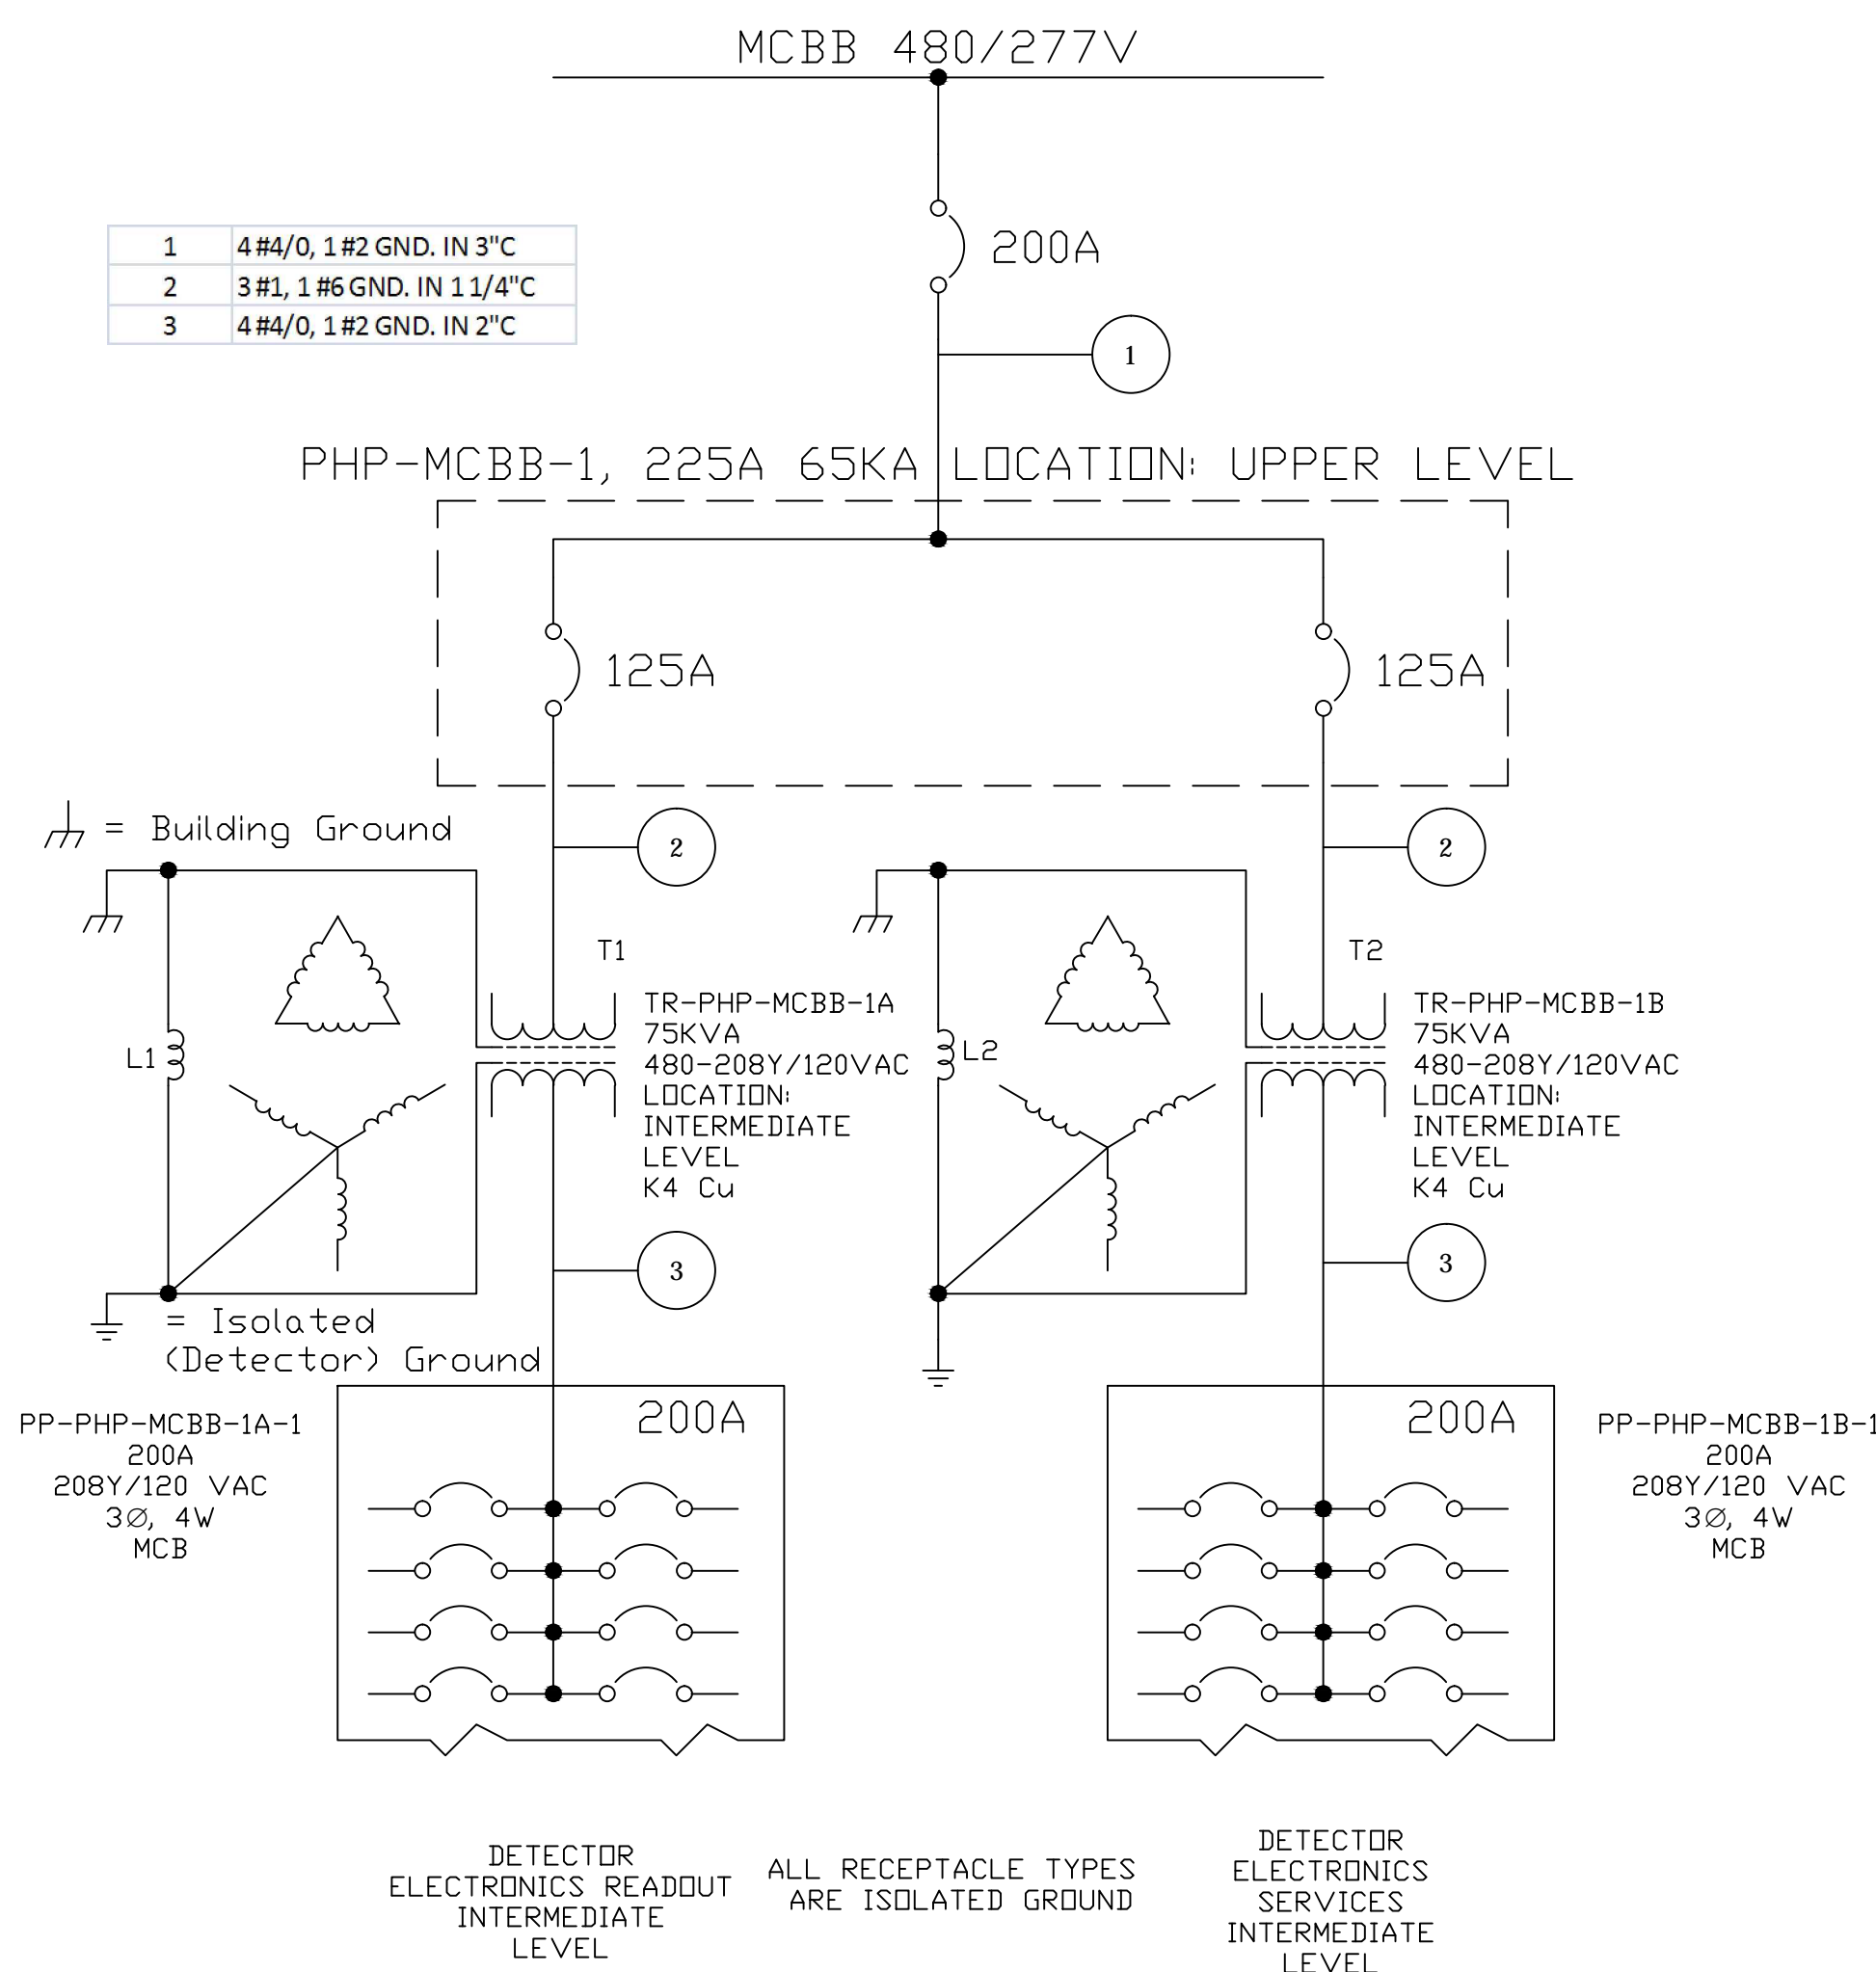 MCBB 480/277V
200A
1 4 #4/0, 1 #2 GND. IN 3"C
2 3 #1, 1 #6 GND. IN 1 1/4"C
3 4 #4/0, 1 #2 GND. IN 2"C
1
PHP-MCBB-1, 225A 65KA LOCATION: UPPER LEVEL
125A
125A
= Building Ground
2
2
T1
TR-PHP-MCBB-1A
75KVA
480-208Y/120VAC
LOCATION:
INTERMEDIATE
LEVEL
K4 Cu
L1
T2
TR-PHP-MCBB-1B
75KVA
480-208Y/120VAC
LOCATION:
INTERMEDIATE
LEVEL
K4 Cu
L2
3
3
= Isolated
(Detector) Ground
PP-PHP-MCBB-1A-1
200A
208Y/120 VAC
3Ø, 4W
MCB
200A
200A
PP-PHP-MCBB-1B-1
200A
208Y/120 VAC
3Ø, 4W
MCB
DETECTOR
ELECTRONICS READOUT
INTERMEDIATE
LEVEL
ALL RECEPTACLE TYPES
ARE ISOLATED GROUND
DETECTOR
ELECTRONICS
SERVICES
INTERMEDIATE
LEVEL